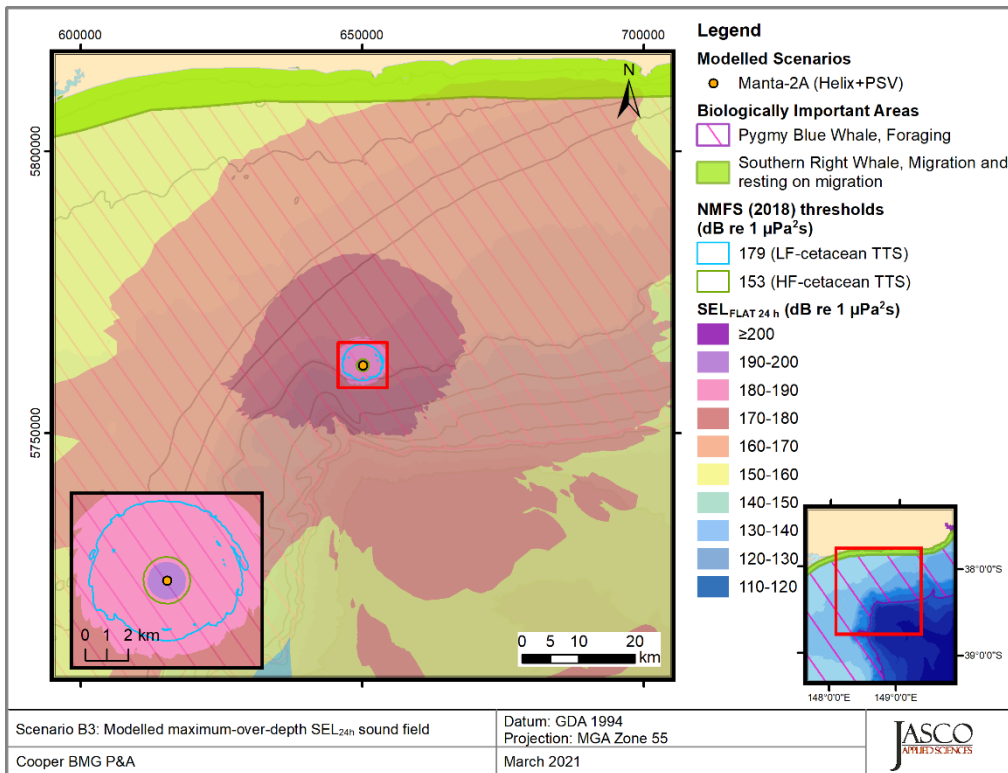 600000 650000 700000
5800000
5750000
N
0 1 2 km
0 5 10 20
km
Legend
Modelled Scenarios
Manta-2A (Helix+PSV)
Biologically Important Areas
Pygmy Blue Whale, Foraging
Southern Right Whale, Migration and
resting on migration
NMFS (2018) thresholds
(dB re 1 µPa²s)
179 (LF-cetacean TTS)
153 (HF-cetacean TTS)
SEL FLAT 24 h (dB re 1 µPa²s)
≥200
190-200
180-190
170-180
160-170
150-160
140-150
130-140
120-130
110-120
38°0'0"S
39°0'0"S
148°0'0"E 149°0'0"E
Scenario B3: Modelled maximum-over-depth SEL24h sound field
Cooper BMG P&A
Datum: GDA 1994
Projection: MGA Zone 55
March 2021
JASCO
APPLIED SCIENCES